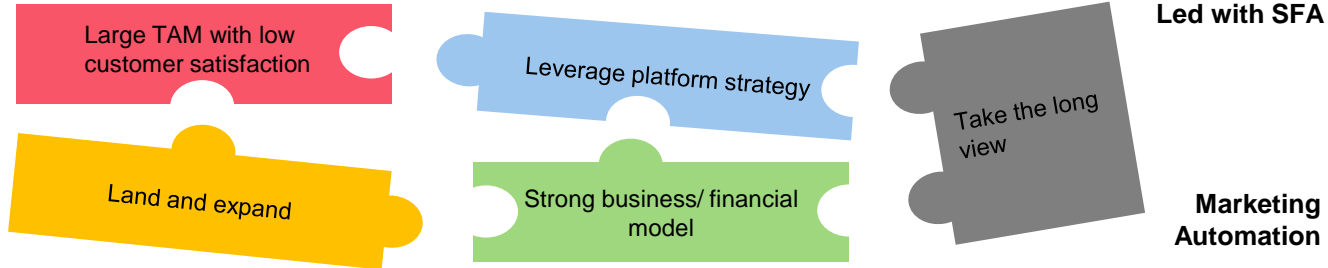 Large TAM with low
customer satisfaction
Leverage platform strategy
Take the long
view
Led with SFA
Land and expand
Strong business/ financial
model
Marketing
Automation